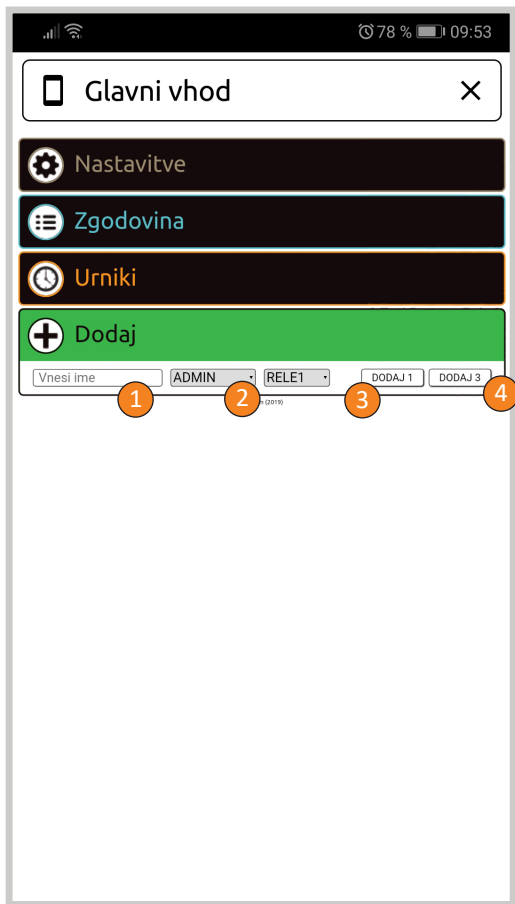 78 % 09:53
Glavni vhod
Nastavitve
Zgodovina
Urniki
Dodaj
Vnesi ime ADMIN RELE1 DODAJ 1 DODAJ 3
1 2 3 4
(2019)